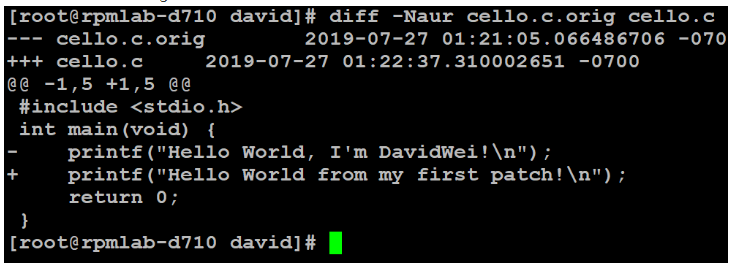 [root@rpmlab-d710 david]# diff -Naur cello.c.orig cello.c
--- cello.c.orig        2019-07-27 01:21:05.066486706 -070
+++ cello.c     2019-07-27 01:22:37.310002651 -0700
@@ -1,5 +1,5 @@
 #include <stdio.h>
 int main(void) {
-    printf("Hello World, I'm DavidWei!\n");
+    printf("Hello World from my first patch!\n");
     return 0;
 }
[root@rpmlab-d710 david]#